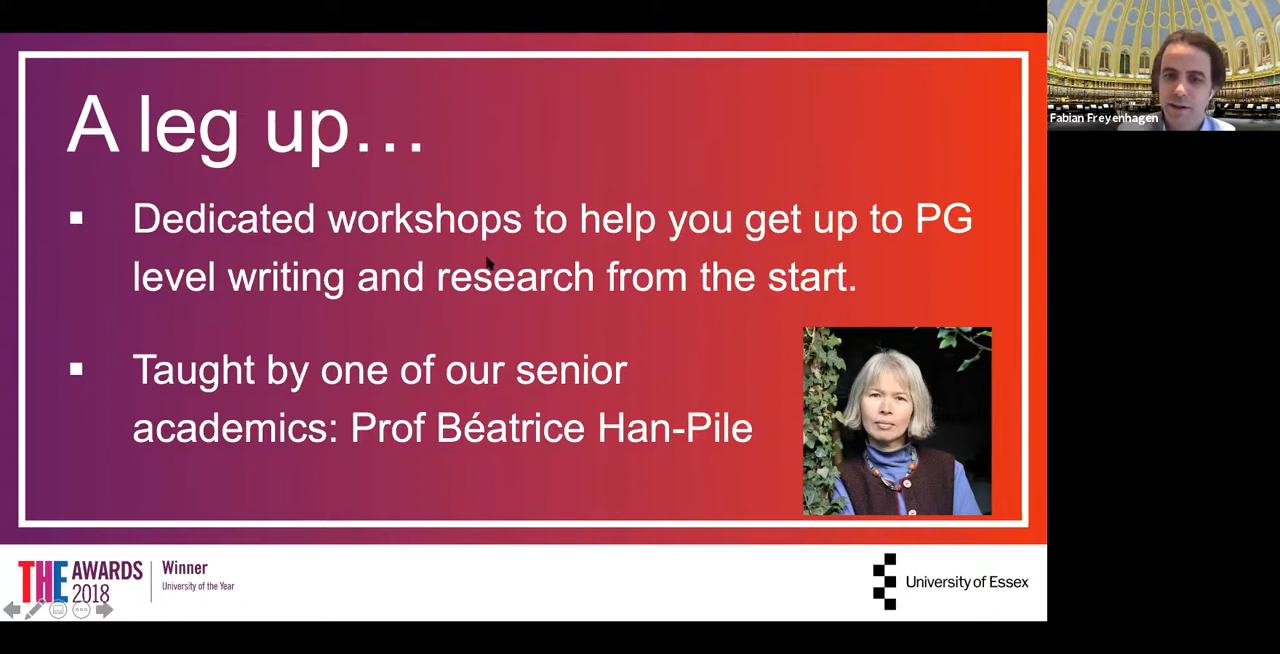 A leg up…
Dedicated workshops to help you get up to PG
level writing and research from the start.
Taught by one of our senior
academics: Prof Béatrice Han-Pile
THE AWARDS
2018
Winner
University of the Year
University of Essex
Fabian Freyenhagen